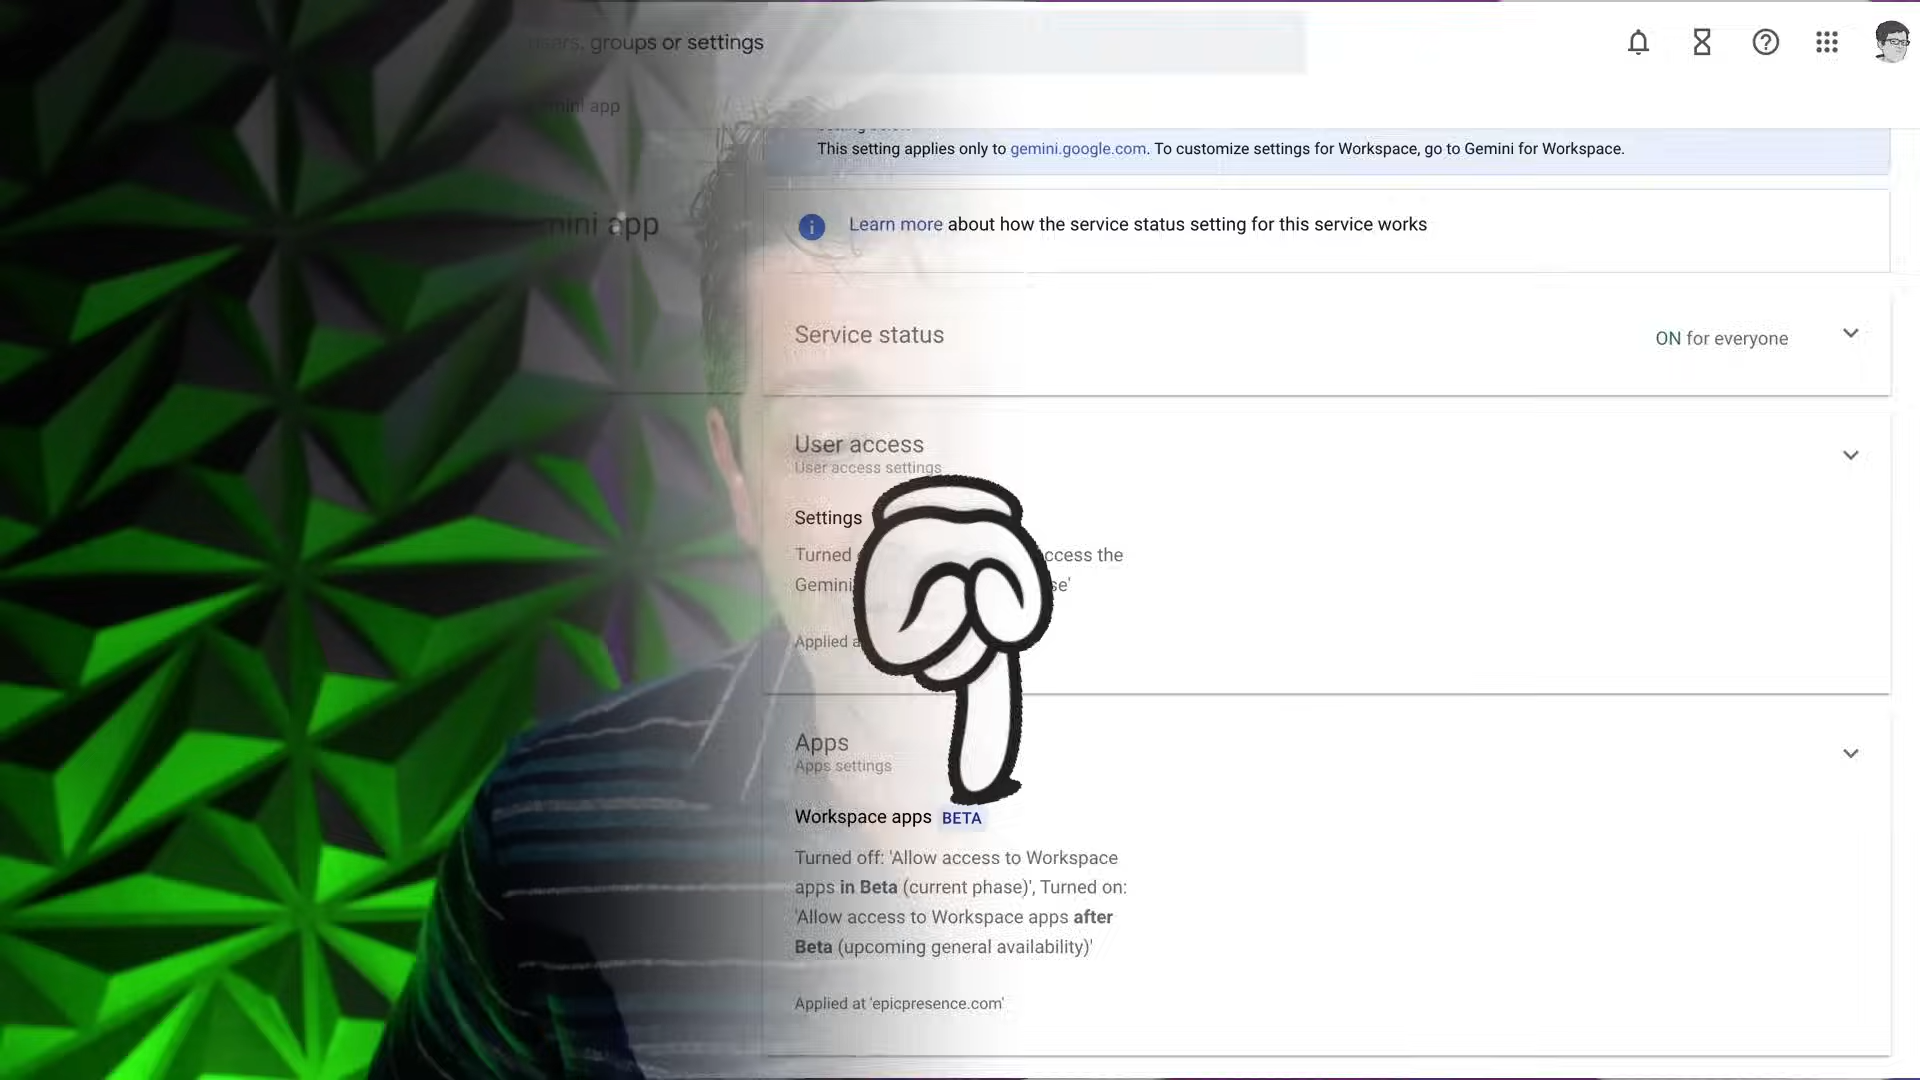 groups or settings
app
app
This setting applies only to gemini.google.com. To customize settings for Workspace, go to Gemini for Workspace.
Learn more about how the service status setting for this service works
Service status
ON for everyone
User access
User access settings
Settings
Turned
the
Gemini
Applied
Apps
Apps settings
Workspace apps BETA
Turned off: 'Allow access to Workspace
apps in Beta (current phase)', Turned on:
'Allow access to Workspace apps after
Beta (upcoming general availability)'
Applied at 'epicpresence.com'